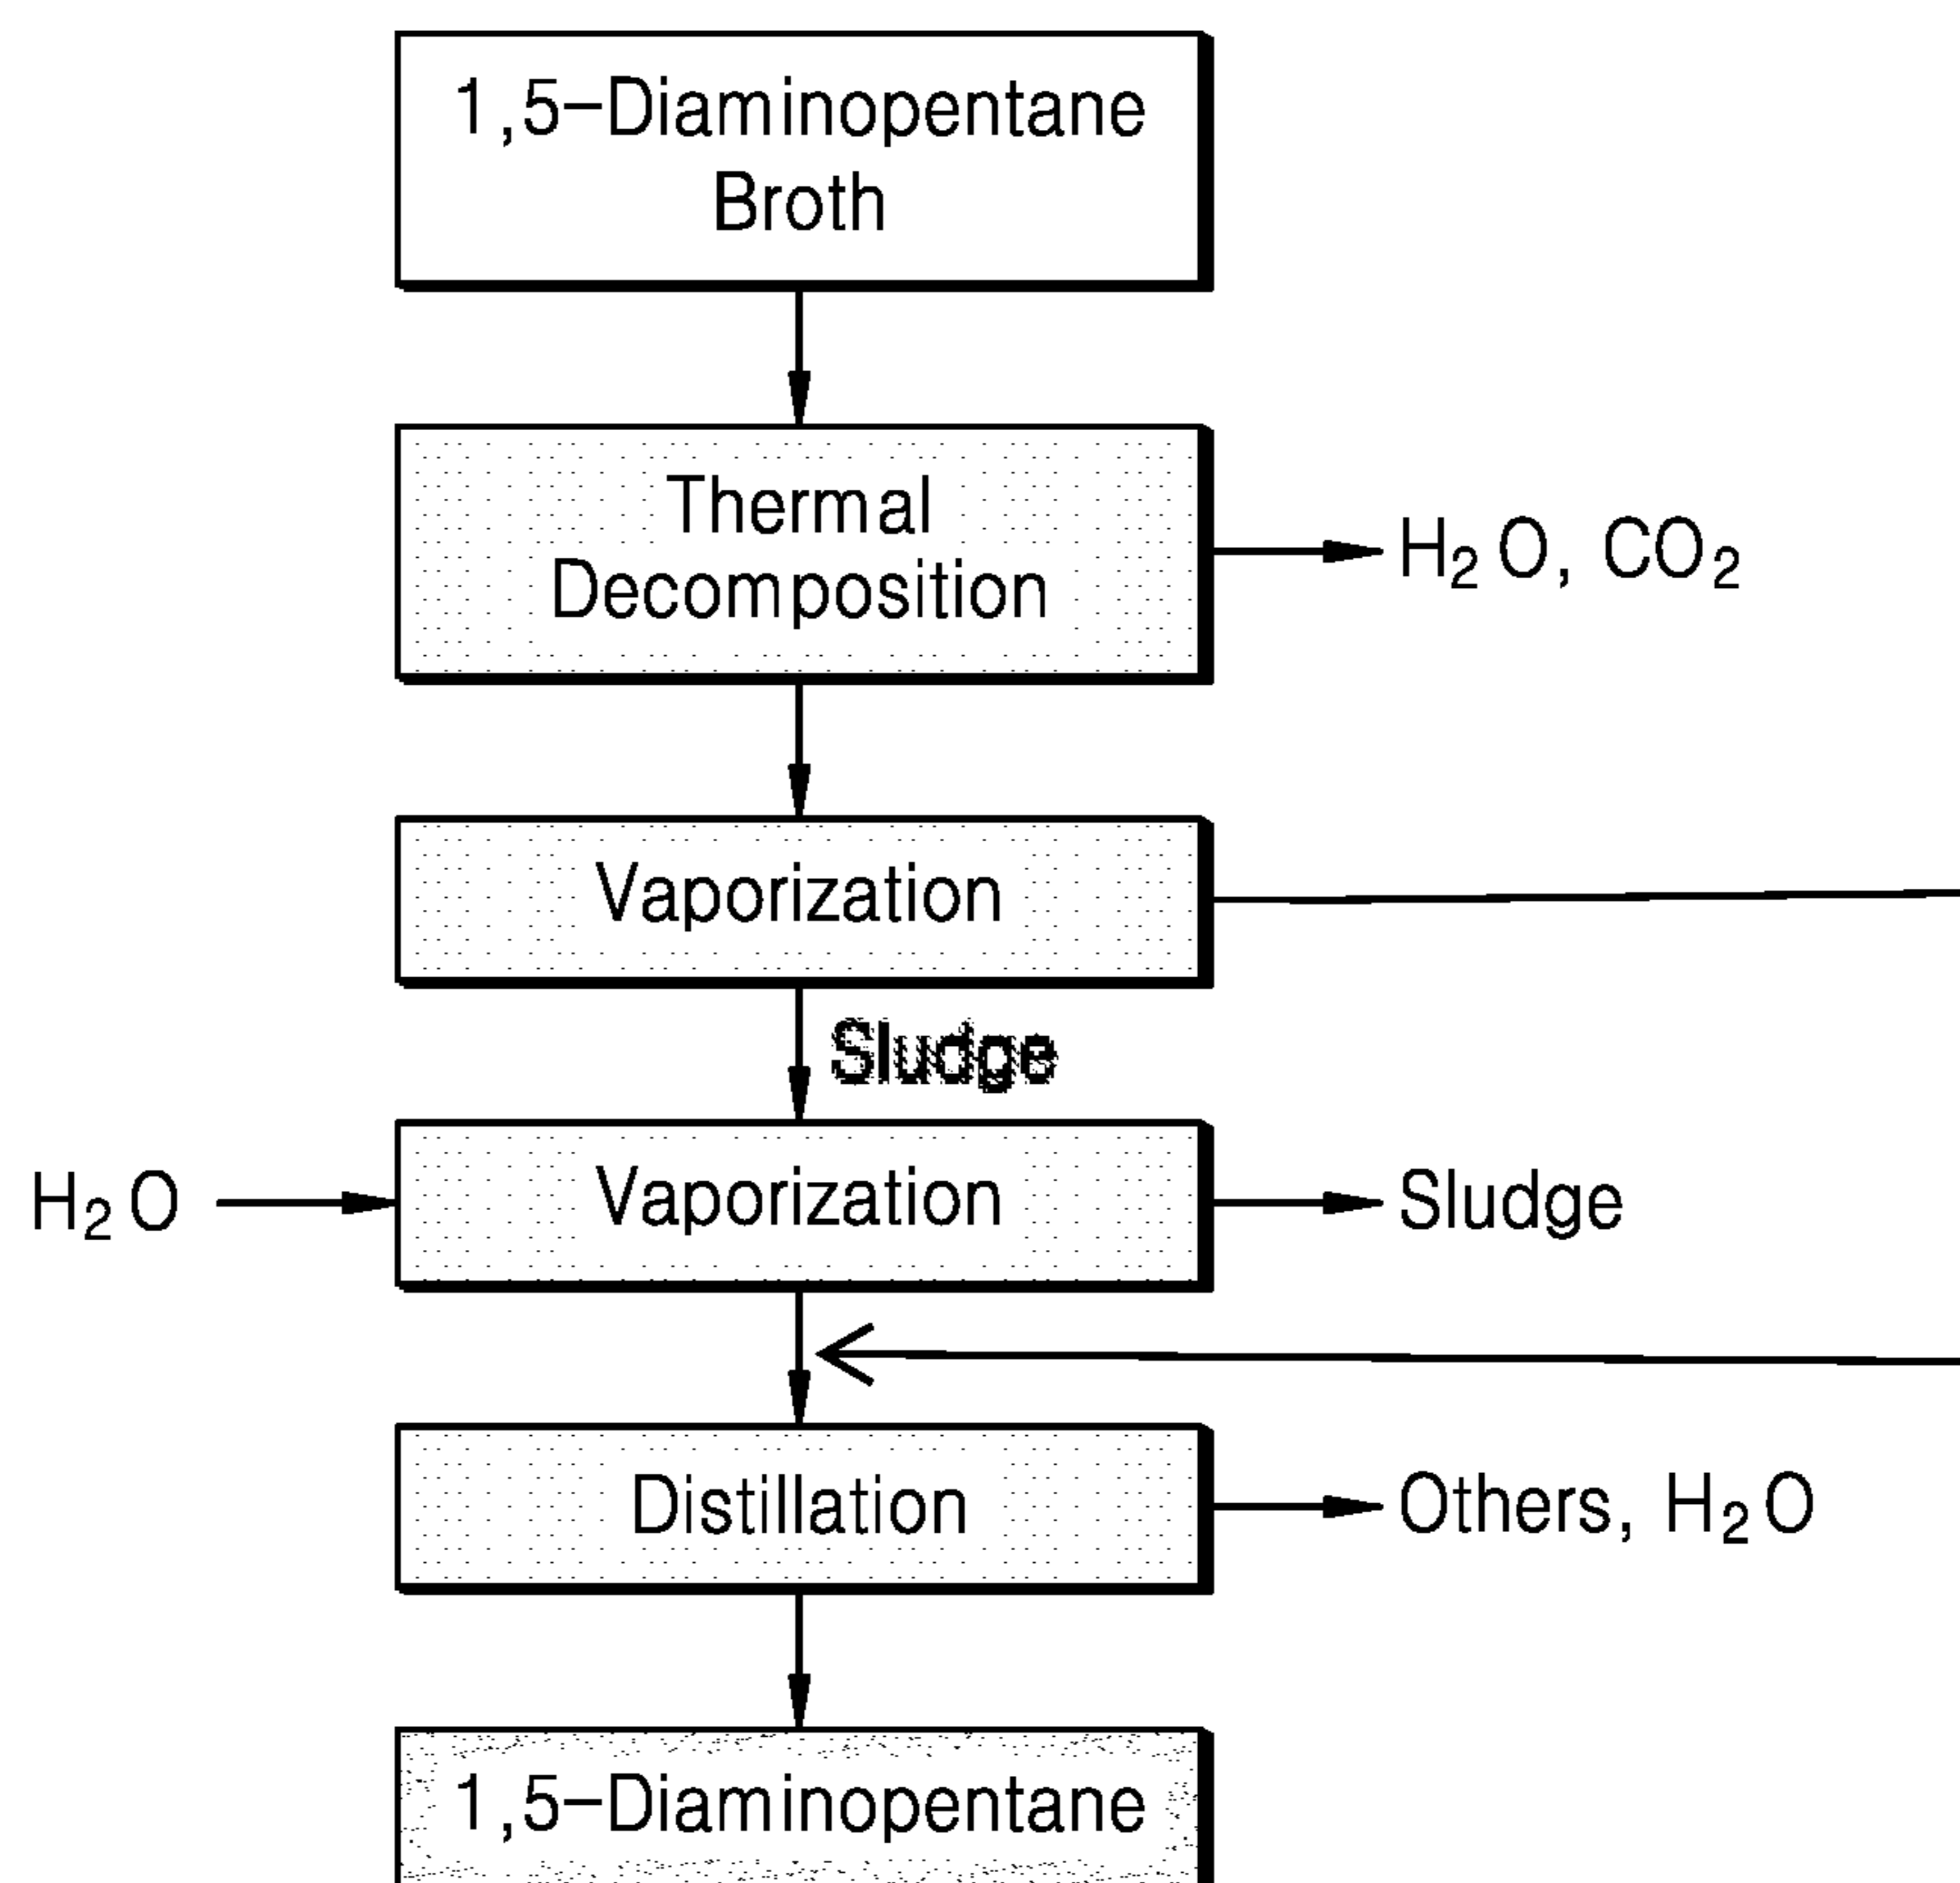 1,5-Diaminopentane
Broth
Thermal
Decomposition
H₂O, CO₂
Vaporization
Sludge
H₂O
Vaporization
Sludge
Distillation
Others, H₂O
1,5-Diaminopentane